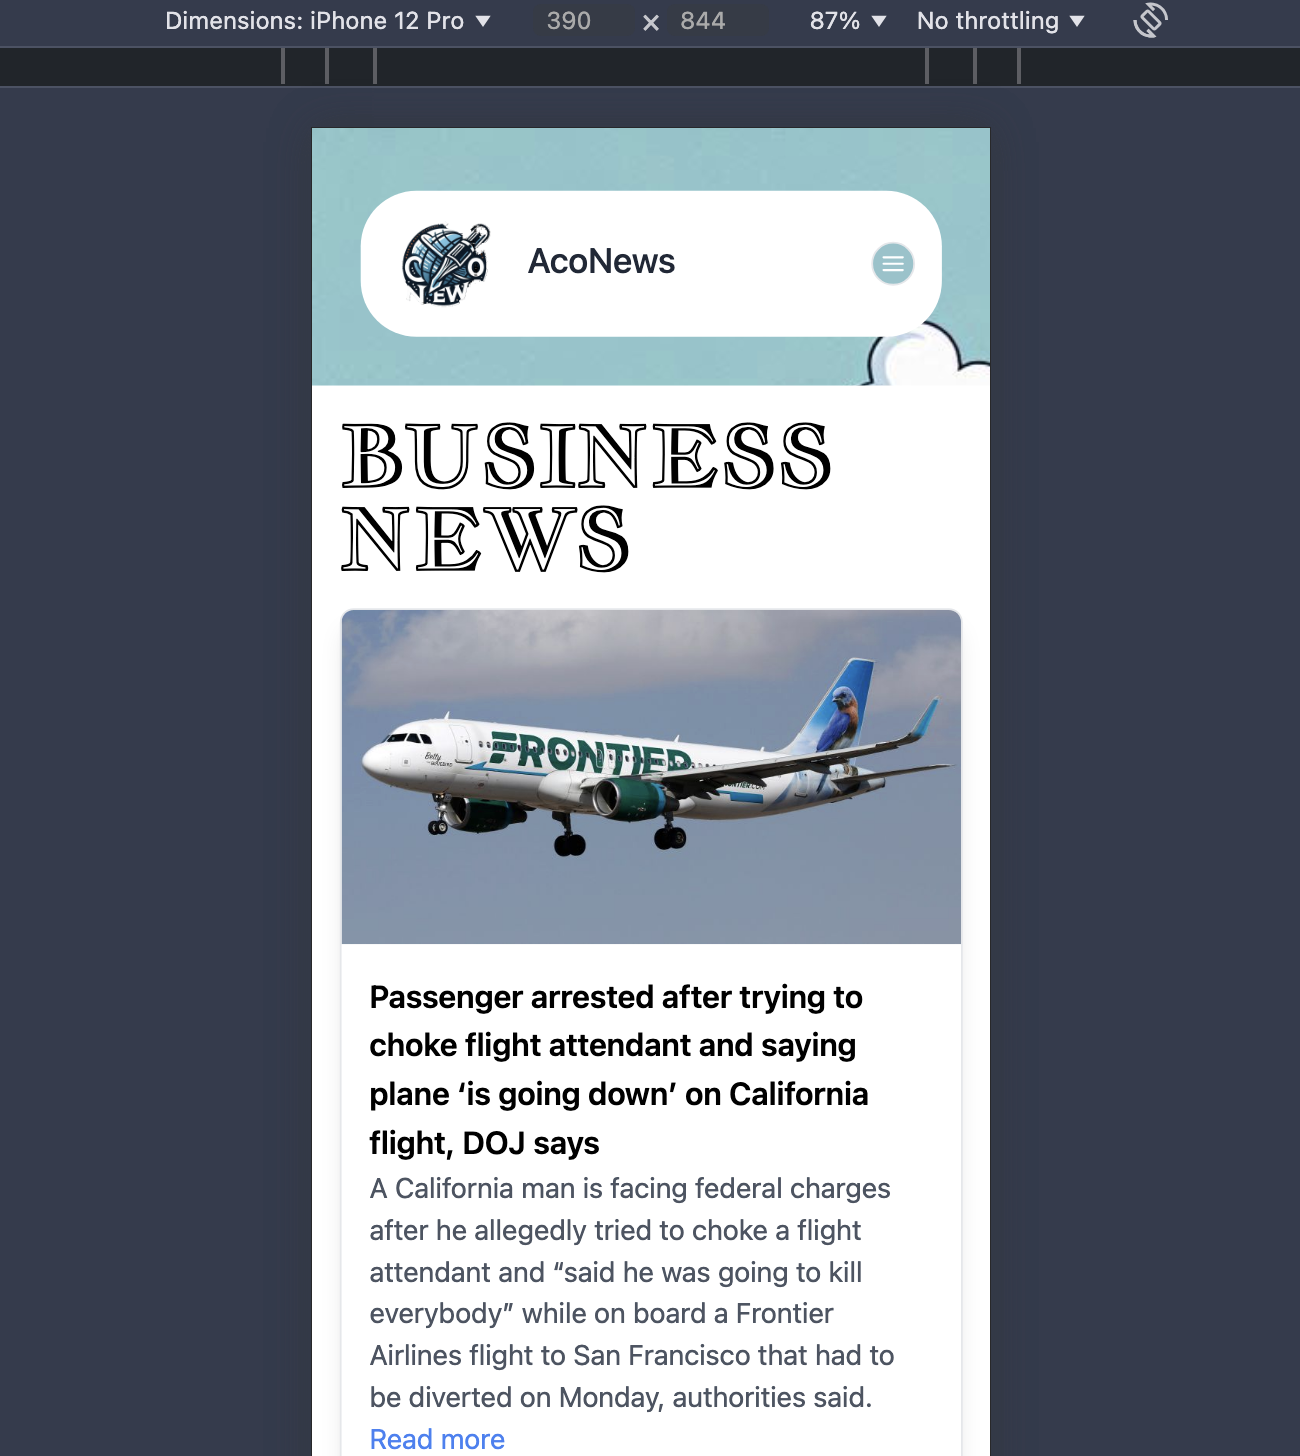 Dimensions: iPhone 12 Pro ▼ 390 × 844 87% ▼ No throttling ▼
CO
NEWS
AcoNews
BUSINESS
NEWS
FRONTIER
Betty
Passenger arrested after trying to
choke flight attendant and saying
plane ‘is going down’ on California
flight, DOJ says
A California man is facing federal charges
after he allegedly tried to choke a flight
attendant and “said he was going to kill
everybody” while on board a Frontier
Airlines flight to San Francisco that had to
be diverted on Monday, authorities said.
Read more